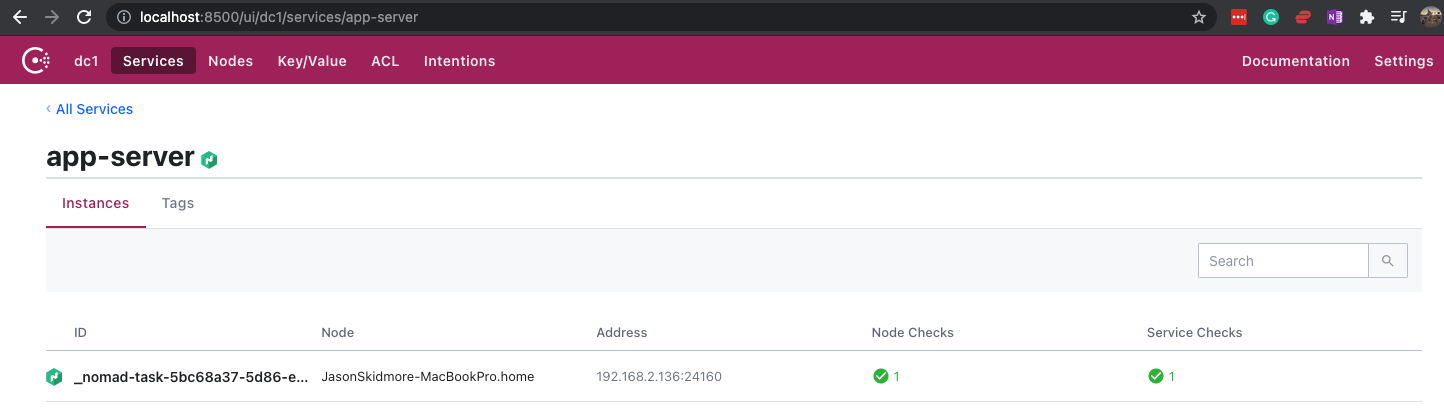 localhost:8500/ui/dc1/services/app-server
dc1 Services Nodes Key/Value ACL Intentions Documentation Settings
‹ All Services
app-server
Instances Tags
Search
ID Node Address Node Checks Service Checks
_nomad-task-5bc68a37-5d86-e... JasonSkidmore-MacBookPro.home 192.168.2.136:24160 1 1